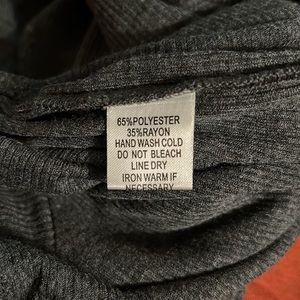 65%POLYESTER
35%RAYON
HAND WASH COLD
DO NOT BLEACH
LINE DRY
IRON WARM IF
NECESSARY